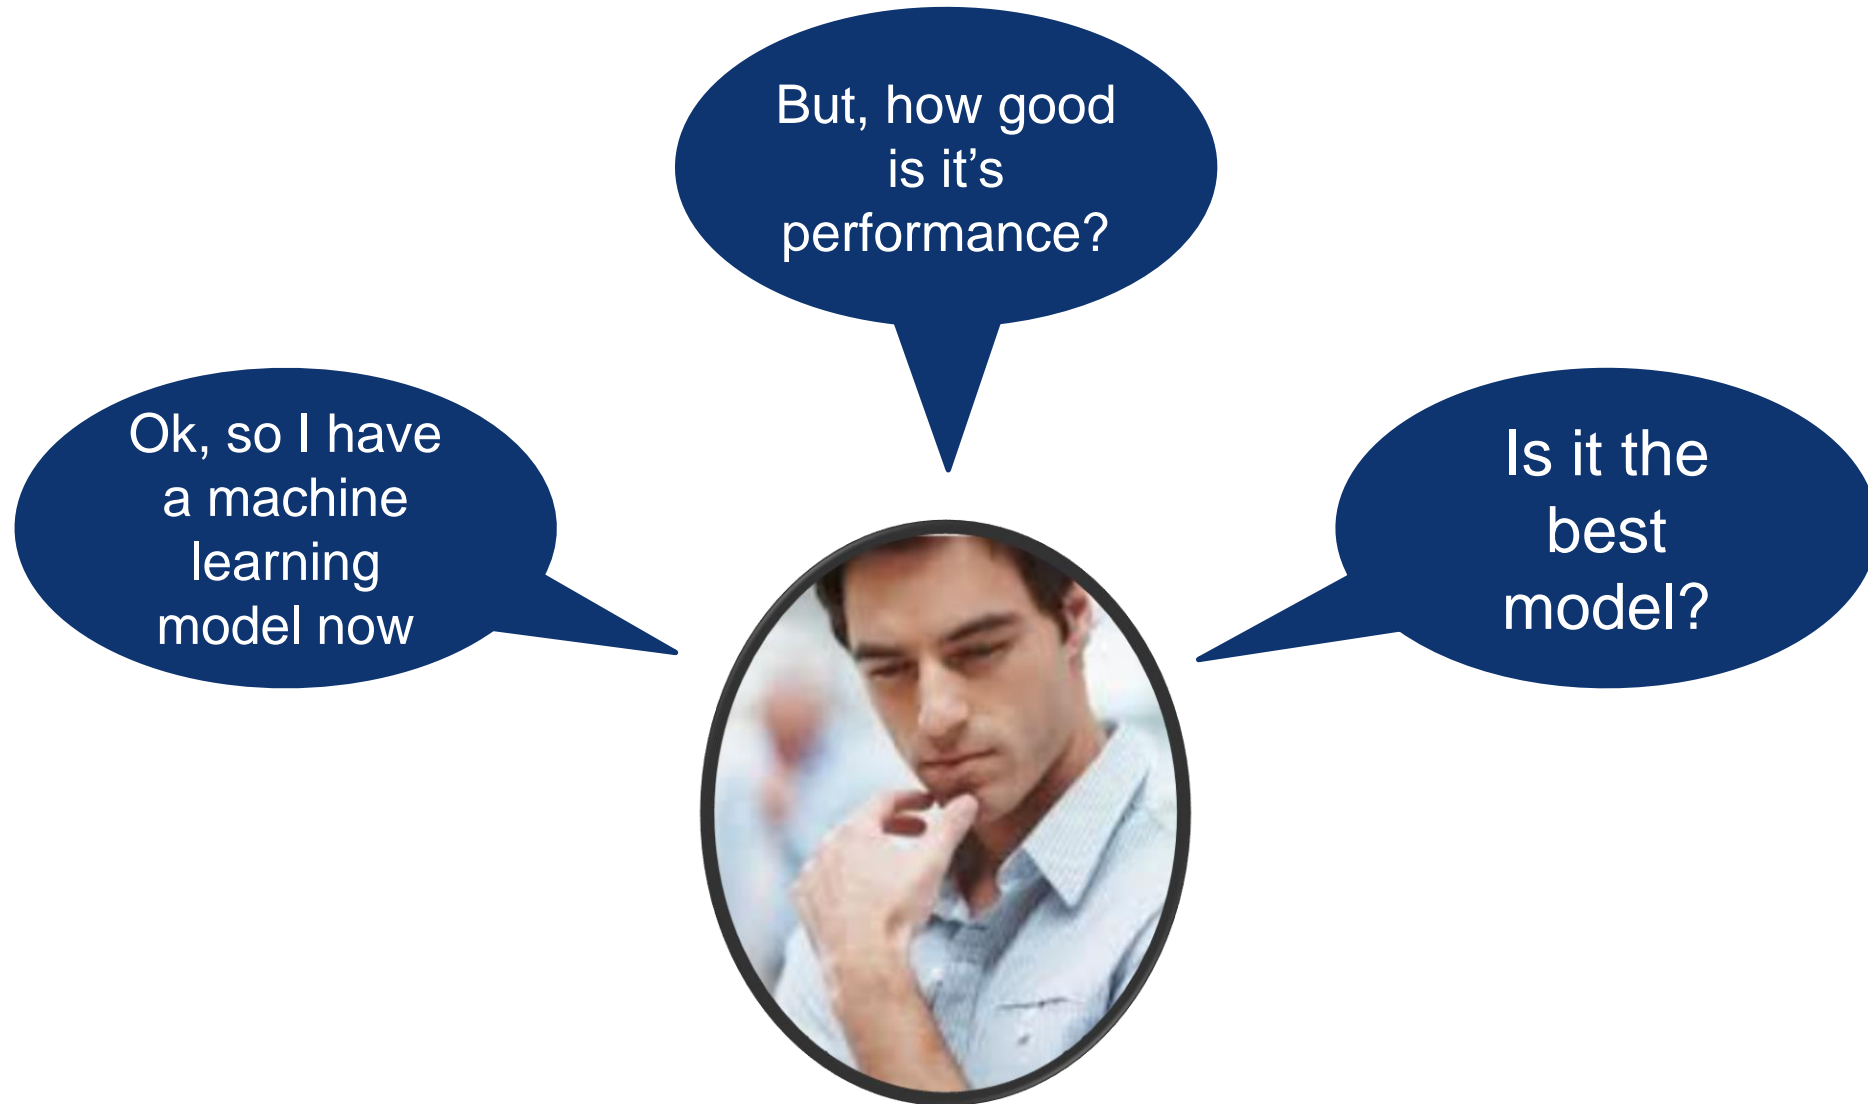 Ok, so I have
a machine
learning
model now
But, how good
is it’s
performance?
Is it the
best
model?